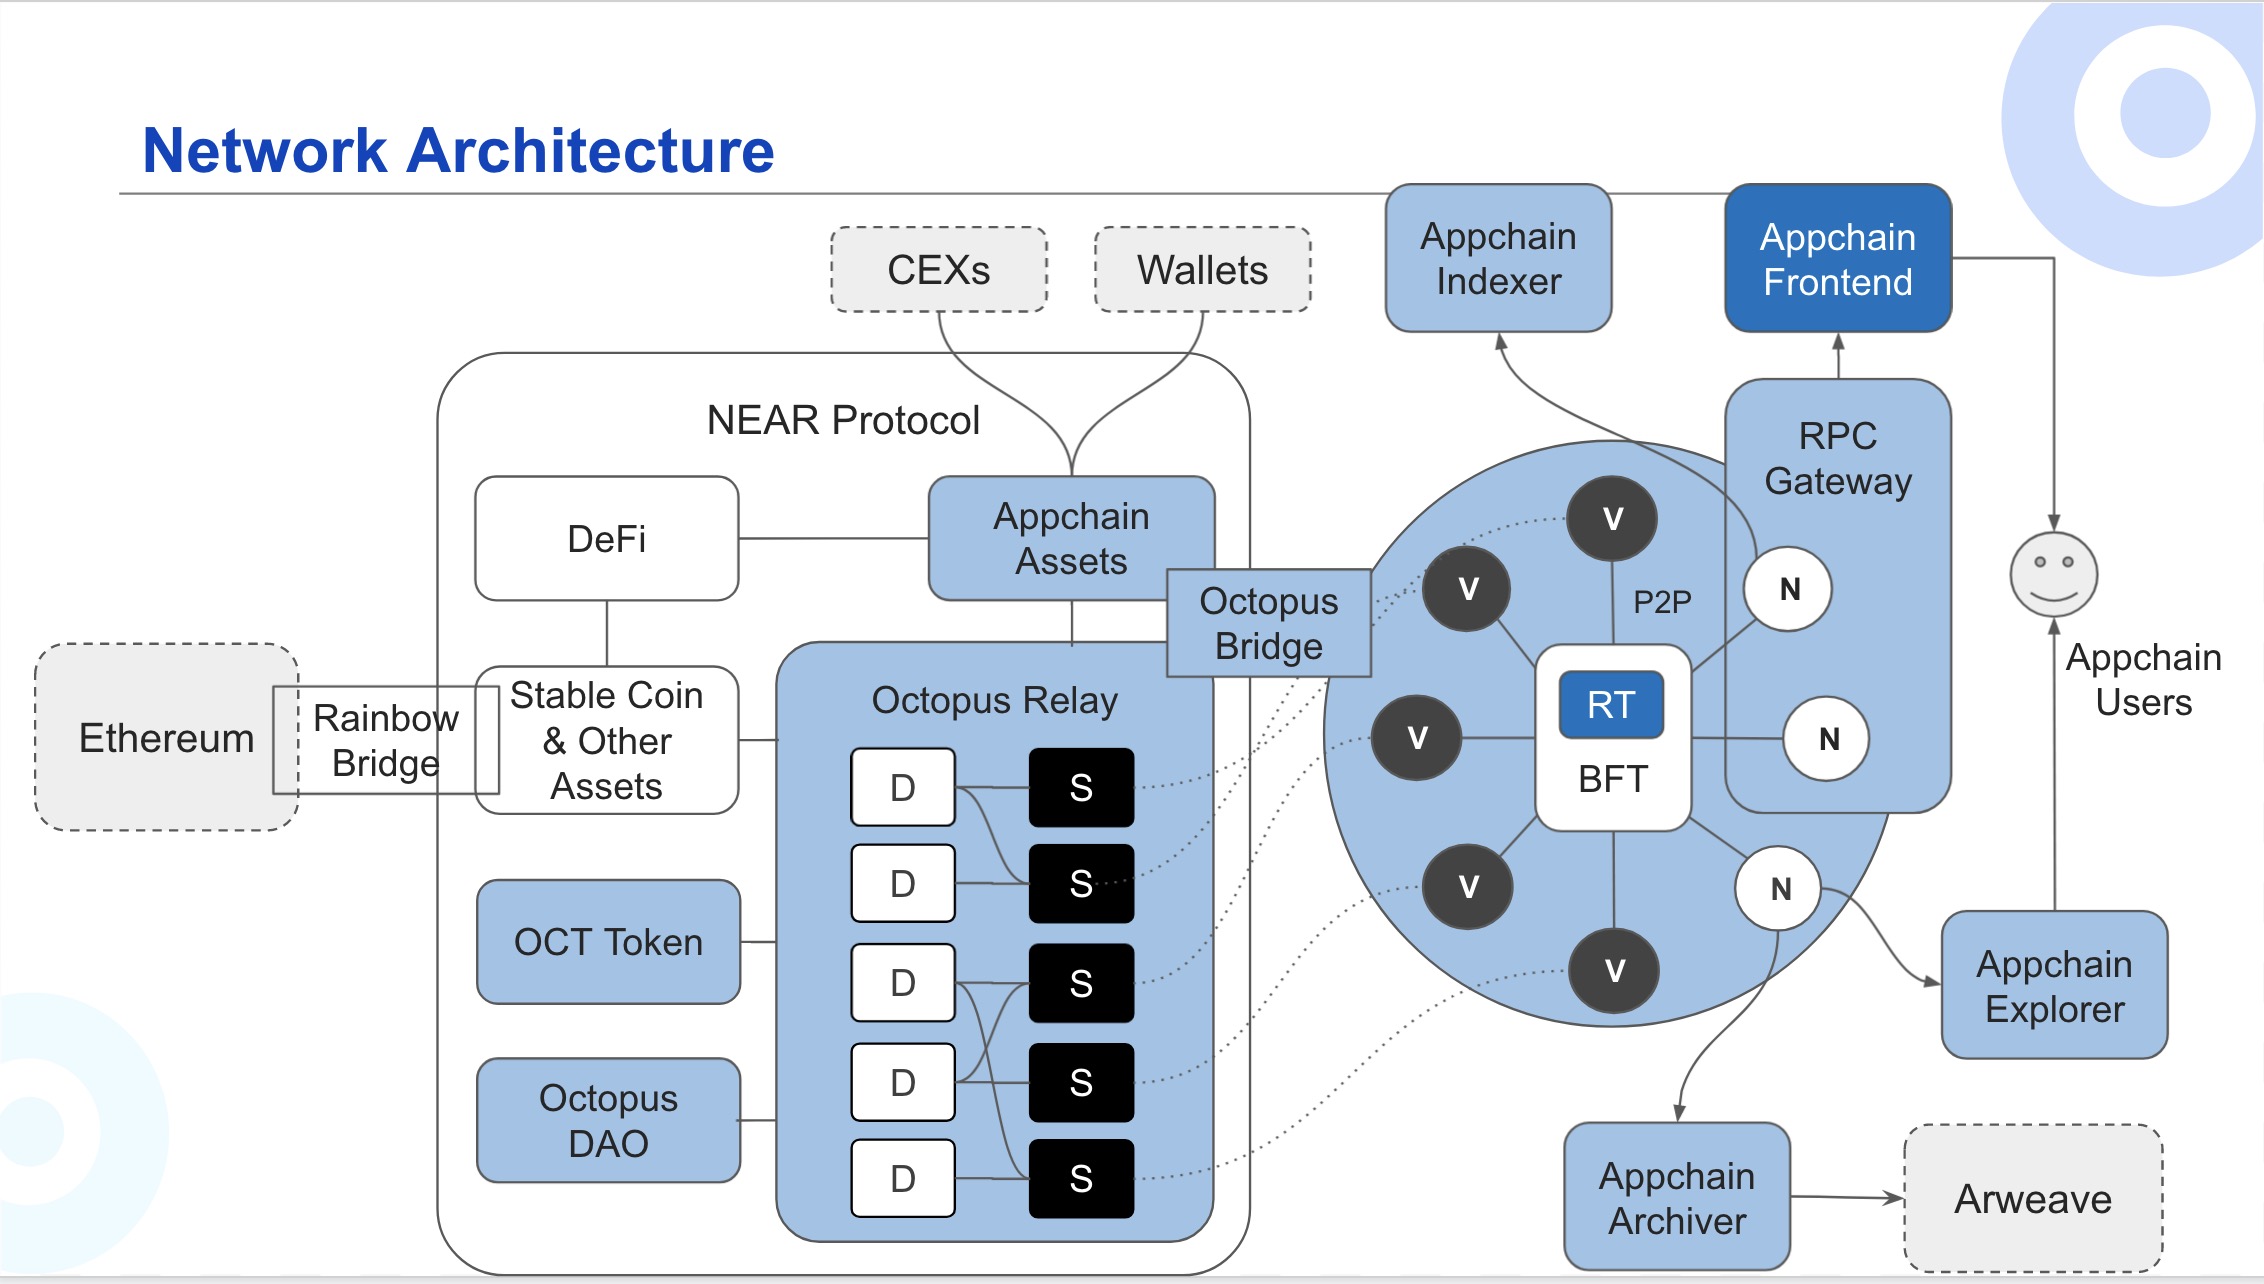 Network Architecture
CEXs
Wallets
Appchain
Indexer
Appchain
Frontend
NEAR Protocol
RPC
Gateway
DeFi
Appchain
Assets
Octopus
Bridge
V
V
P2P
N
Ethereum
Rainbow
Bridge
Stable Coin
& Other
Assets
Octopus Relay
V
RT
BFT
N
Appchain
Users
D
S
D
S
V
N
OCT Token
D
S
V
Appchain
Explorer
Octopus
DAO
D
S
D
S
Appchain
Archiver
Arweave